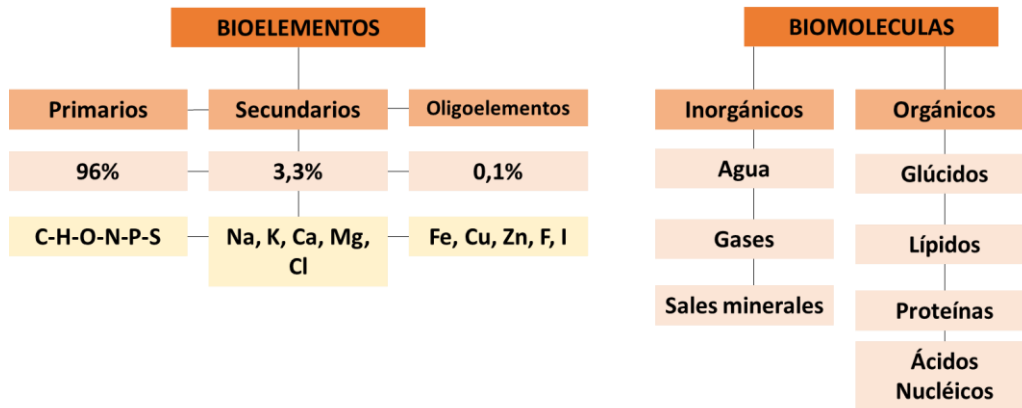 BIOELEMENTOS
Primarios
Secundarios
Oligoelementos
96%
3,3%
0,1%
C-H-O-N-P-S
Na, K, Ca, Mg,
Cl
Fe, Cu, Zn, F, I
BIOMOLECULAS
Inorgánicos
Orgánicos
Agua
Glúcidos
Gases
Lípidos
Sales minerales
Proteínas
Ácidos
Nucléicos